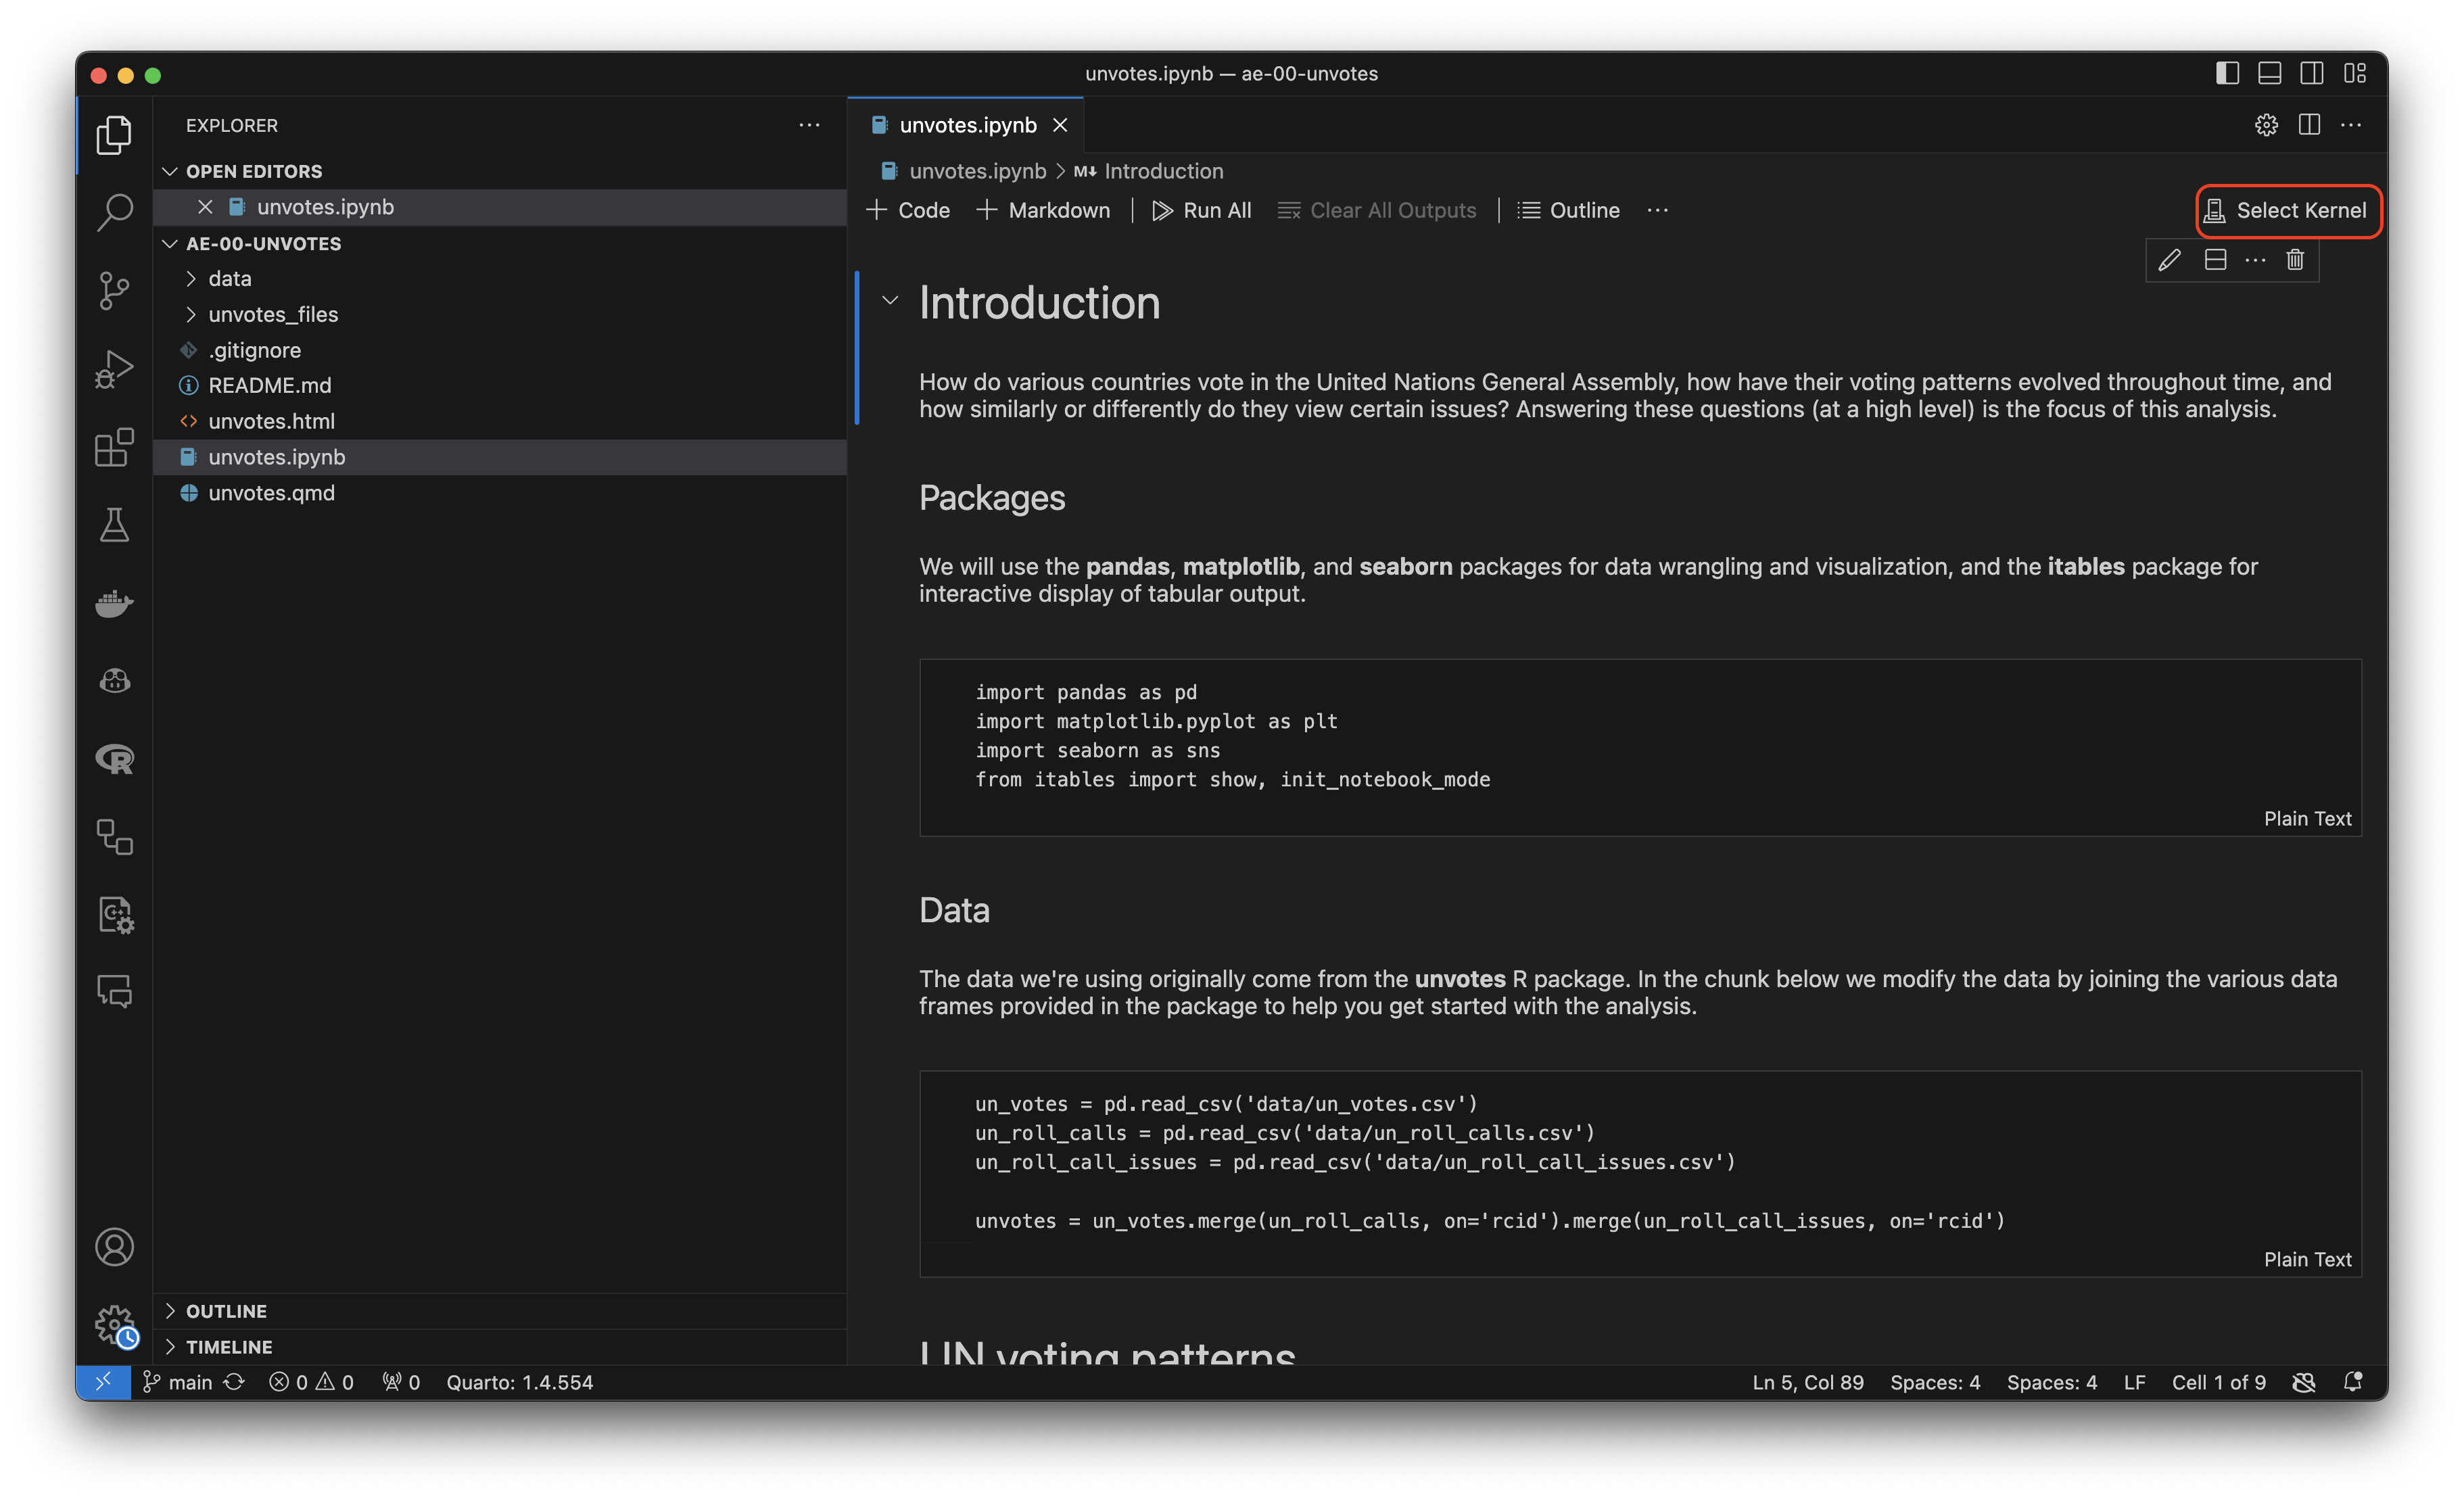 unvotes.ipynb — ae-00-unvotes
EXPLORER
OPEN EDITORS
unvotes.ipynb
AE-00-UNVOTES
data
unvotes_files
.gitignore
README.md
unvotes.html
unvotes.ipynb
unvotes.qmd
OUTLINE
TIMELINE
unvotes.ipynb
unvotes.ipynb > M↓ Introduction
Code Markdown Run All Clear All Outputs Outline
Select Kernel
Introduction
How do various countries vote in the United Nations General Assembly, how have their voting patterns evolved throughout time, and
how similarly or differently do they view certain issues? Answering these questions (at a high level) is the focus of this analysis.
Packages
We will use the pandas, matplotlib, and seaborn packages for data wrangling and visualization, and the itables package for
interactive display of tabular output.
import pandas as pd
import matplotlib.pyplot as plt
import seaborn as sns
from itables import show, init_notebook_mode
Plain Text
Data
The data we're using originally come from the unvotes R package. In the chunk below we modify the data by joining the various data
frames provided in the package to help you get started with the analysis.
un_votes = pd.read_csv('data/un_votes.csv')
un_roll_calls = pd.read_csv('data/un_roll_calls.csv')
un_roll_call_issues = pd.read_csv('data/un_roll_call_issues.csv')
unvotes = un_votes.merge(un_roll_calls, on='rcid').merge(un_roll_call_issues, on='rcid')
Plain Text
UN voting patterns
main 0 0 0 Quarto: 1.4.554
Ln 5, Col 89 Spaces: 4 Spaces: 4 LF Cell 1 of 9